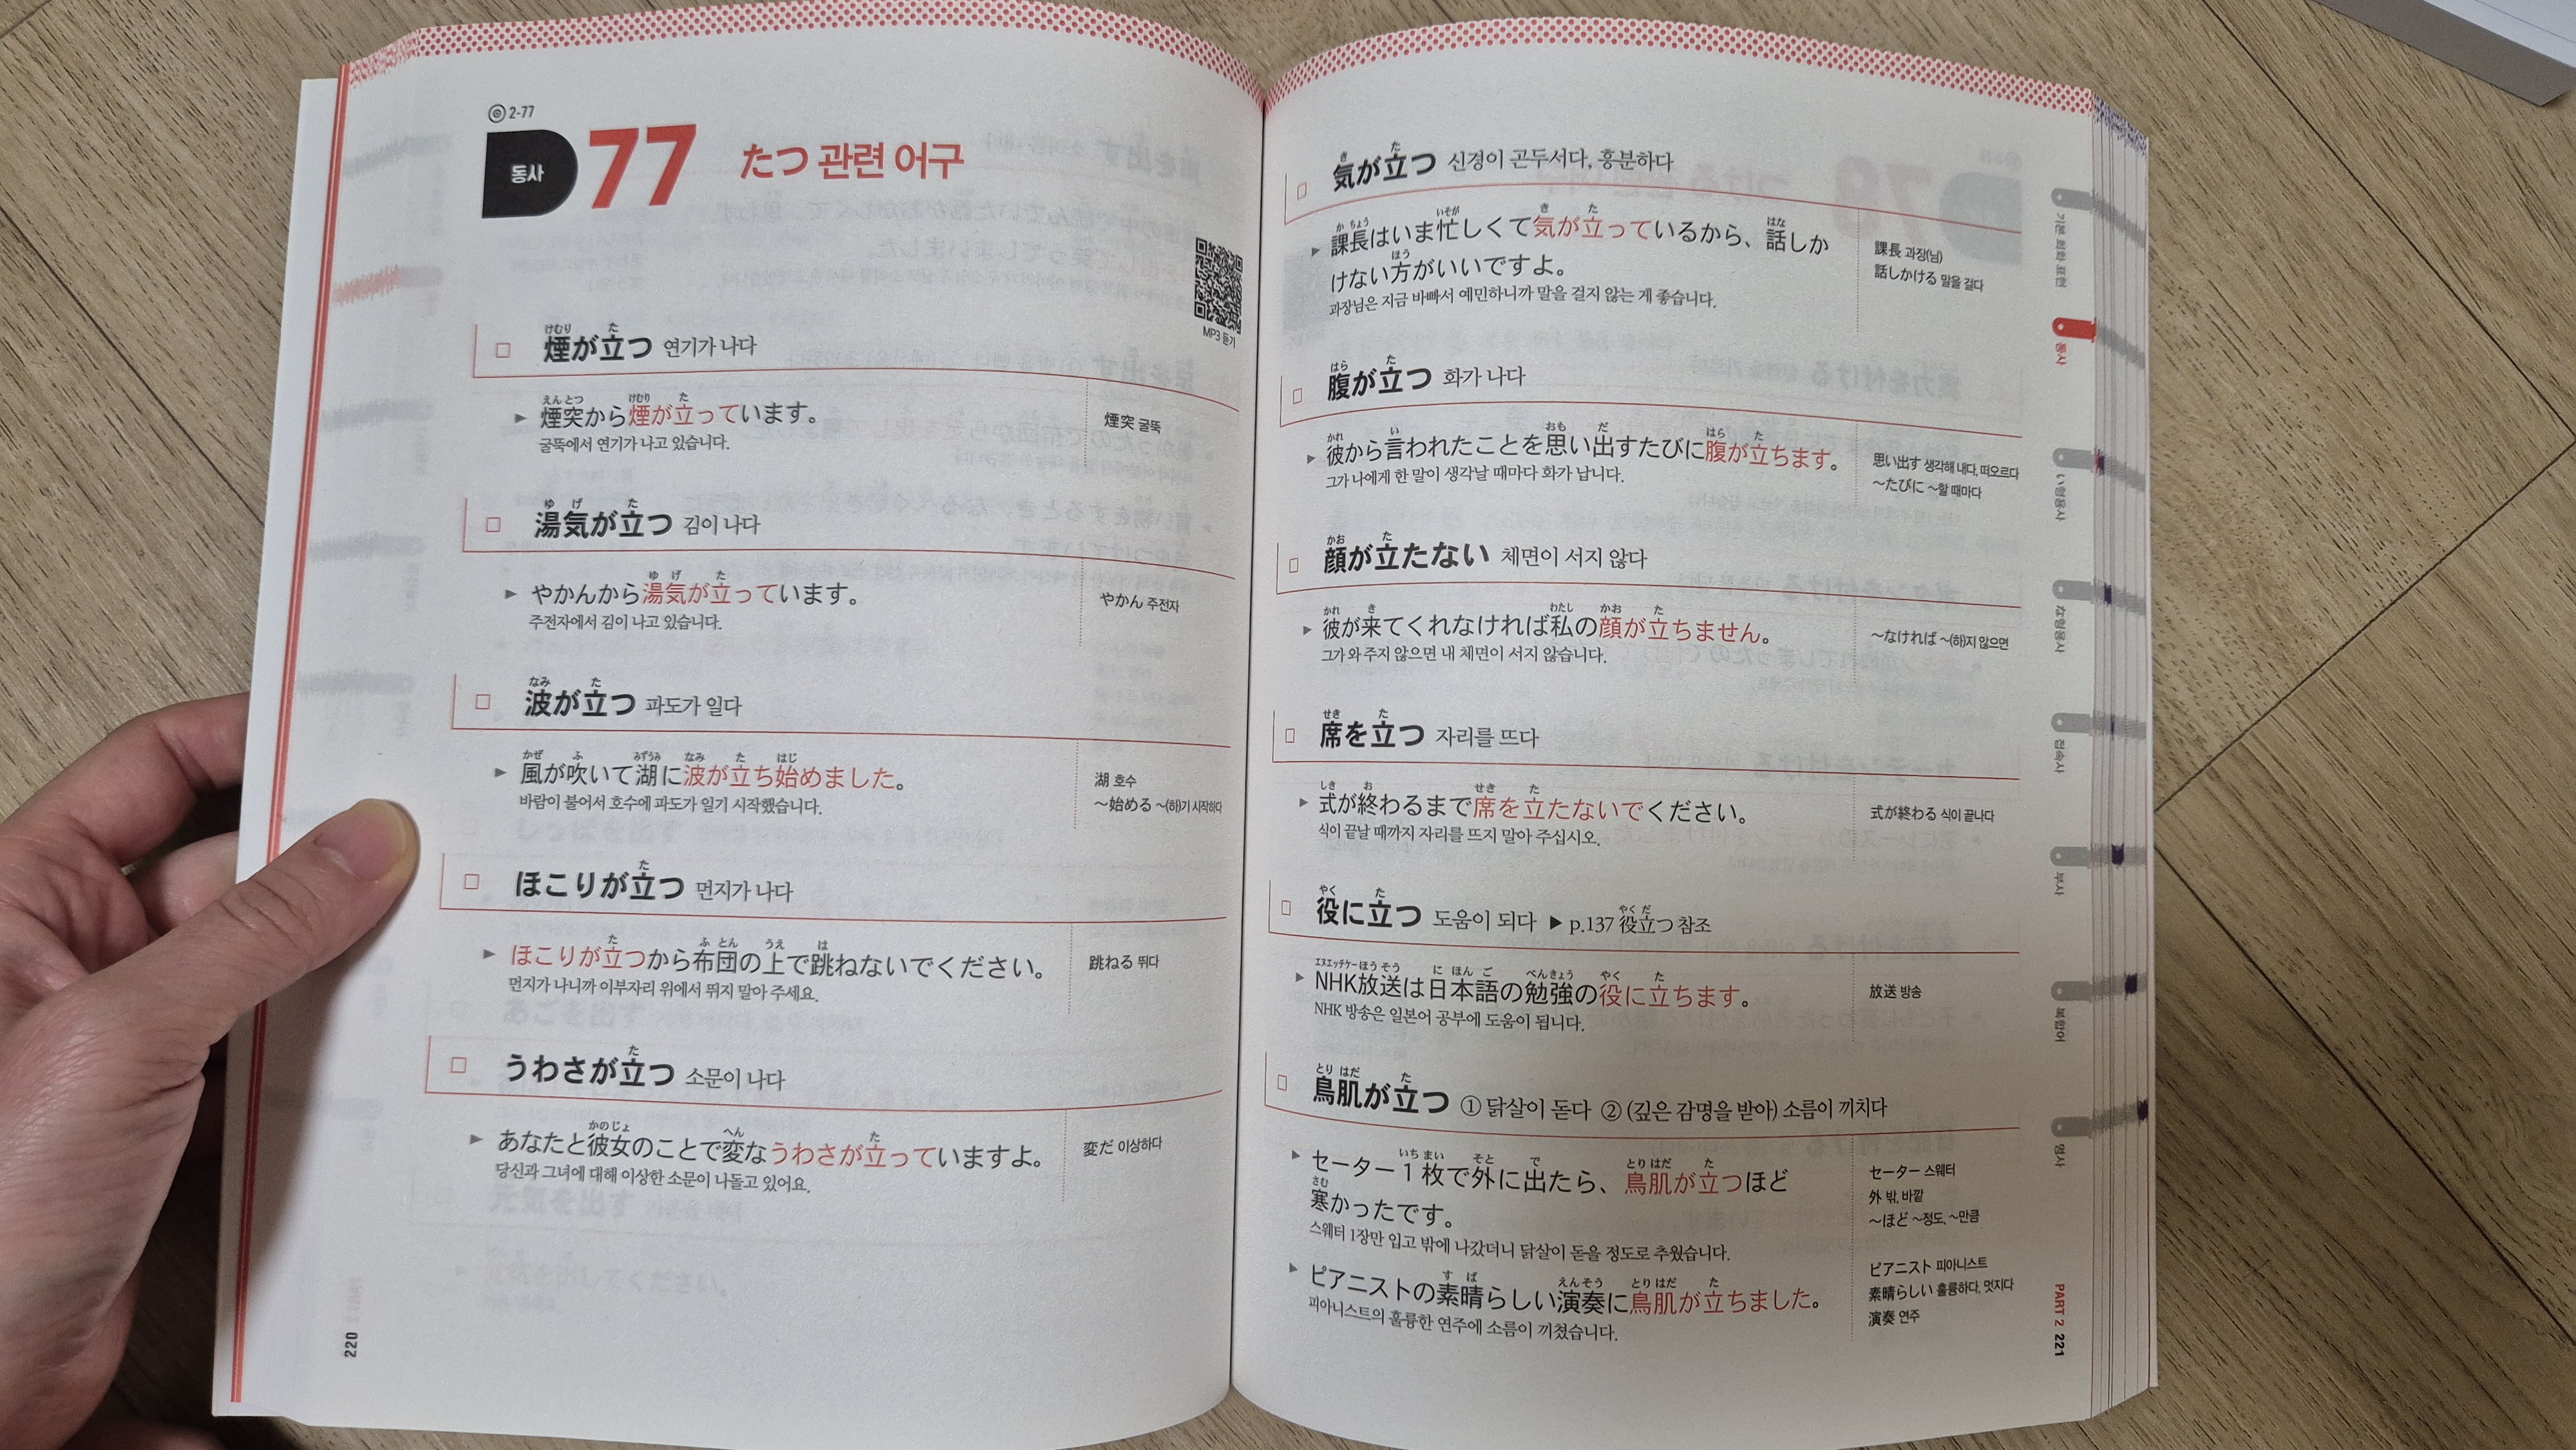 2-77
동사
77 たつ 관련 어구
MP3 듣기
煙が立つ 연기가 나다
煙突から煙が立っています。
굴뚝에서 연기가 나고 있습니다.
煙突 굴뚝
湯気が立つ 김이 나다
やかんから湯気が立っています。
주전자에서 김이 나고 있습니다.
やかん 주전자
波が立つ 파도가 일다
風が吹いて湖に波が立ち始めました。
바람이 불어서 호수에 파도가 일기 시작했습니다.
湖 호수
〜始める 〜(하)기 시작하다
ほこりが立つ 먼지가 나다
ほこりが立つから布団の上で跳ねないでください。
먼지가 나니까 이부자리 위에서 뛰지 말아 주세요.
跳ねる 뛰다
うわさが立つ 소문이 나다
あなたと彼女のことで変なうわさが立っていますよ。
당신과 그녀에 대해 이상한 소문이 나돌고 있어요.
変だ 이상하다
220
気が立つ 신경이 곤두서다, 흥분하다
課長はいま忙しくて気が立っているから、話しか
けない方がいいですよ。
과장님은 지금 바빠서 예민하니까 말을 걸지 않는 게 좋습니다.
課長 과장(님)
話しかける 말을 걸다
腹が立つ 화가 나다
彼から言われたことを思い出すたびに腹が立ちます。
그가 나에게 한 말이 생각날 때마다 화가 납니다.
思い出す 생각해 내다, 떠오르다
〜たびに 〜할 때마다
顔が立たない 체면이 서지 않다
彼が来てくれなければ私の顔が立ちません。
그가 와 주지 않으면 내 체면이 서지 않습니다.
〜なければ 〜(하)지 않으면
席を立つ 자리를 뜨다
式が終わるまで席を立たないでください。
식이 끝날 때까지 자리를 뜨지 말아 주십시오.
式が終わる 식이 끝나다
役に立つ 도움이 되다 ▶ p.137 役立つ 참조
NHK放送は日本語の勉強の役に立ちます。
NHK 방송은 일본어 공부에 도움이 됩니다.
放送 방송
鳥肌が立つ ① 닭살이 돋다 ② (깊은 감명을 받아) 소름이 끼치다
セーター1枚で外に出たら、鳥肌が立つほど
寒かったです。
스웨터 1장만 입고 밖에 나갔더니 닭살이 돋을 정도로 추웠습니다.
セーター 스웨터
外 밖, 바깥
〜ほど 〜정도, 〜만큼
ピアニストの素晴らしい演奏に鳥肌が立ちました。
피아니스트의 훌륭한 연주에 소름이 끼쳤습니다.
ピアニスト 피아니스트
素晴らしい 훌륭하다, 멋지다
演奏 연주
기본 회화 표현
동사
い형용사
な형용사
접속사
부사
복합어
명사
PART 2 221